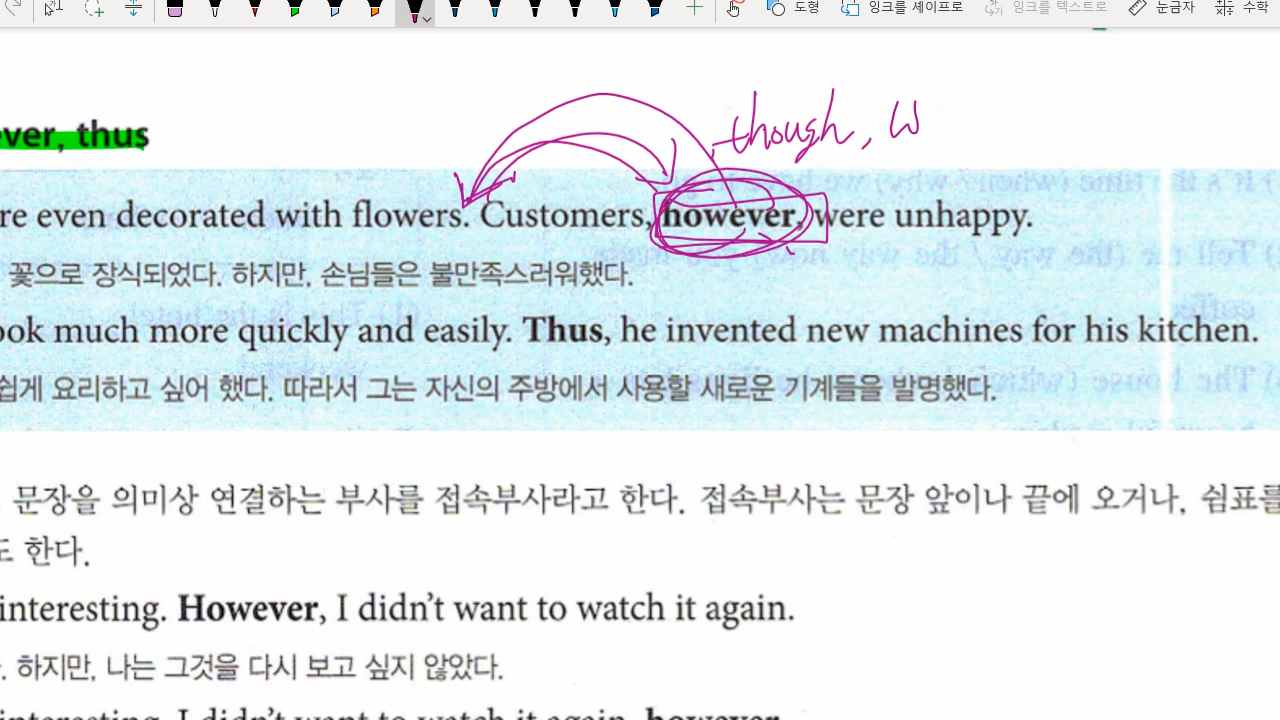 도형 잉크를 셰이프로 잉크를 텍스트로 눈금자 수학
though, w
ever, thus
re even decorated with flowers. Customers, however, were unhappy.
꽃으로 장식되었다. 하지만, 손님들은 불만족스러워했다.
ook much more quickly and easily. Thus, he invented new machines for his kitchen.
쉽게 요리하고 싶어 했다. 따라서 그는 자신의 주방에서 사용할 새로운 기계들을 발명했다.
문장을 의미상 연결하는 부사를 접속부사라고 한다. 접속부사는 문장 앞이나 끝에 오거나, 쉼표를
도 한다.
interesting. However, I didn't want to watch it again.
. 하지만, 나는 그것을 다시 보고 싶지 않았다.
interesting. I didn't want to watch it again, however.